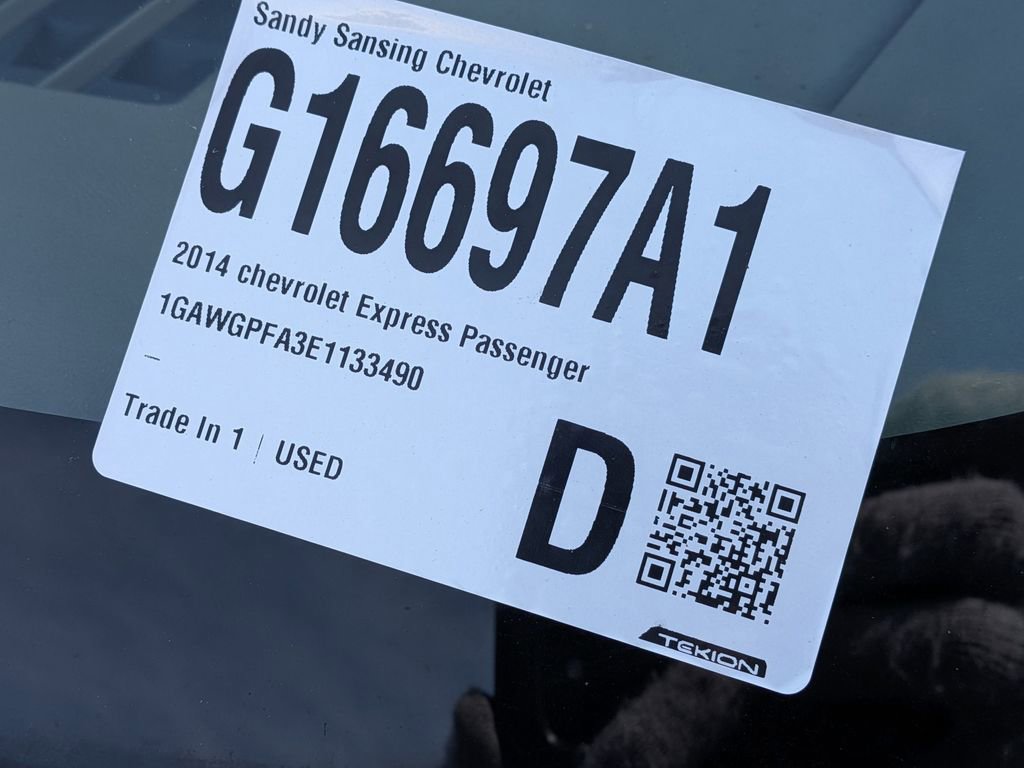 Sandy Sansing Chevrolet
G16697A1
2014 chevrolet Express Passenger
1GAWGPFA3E1133490
—
Trade In 1 | USED
D
TEKION